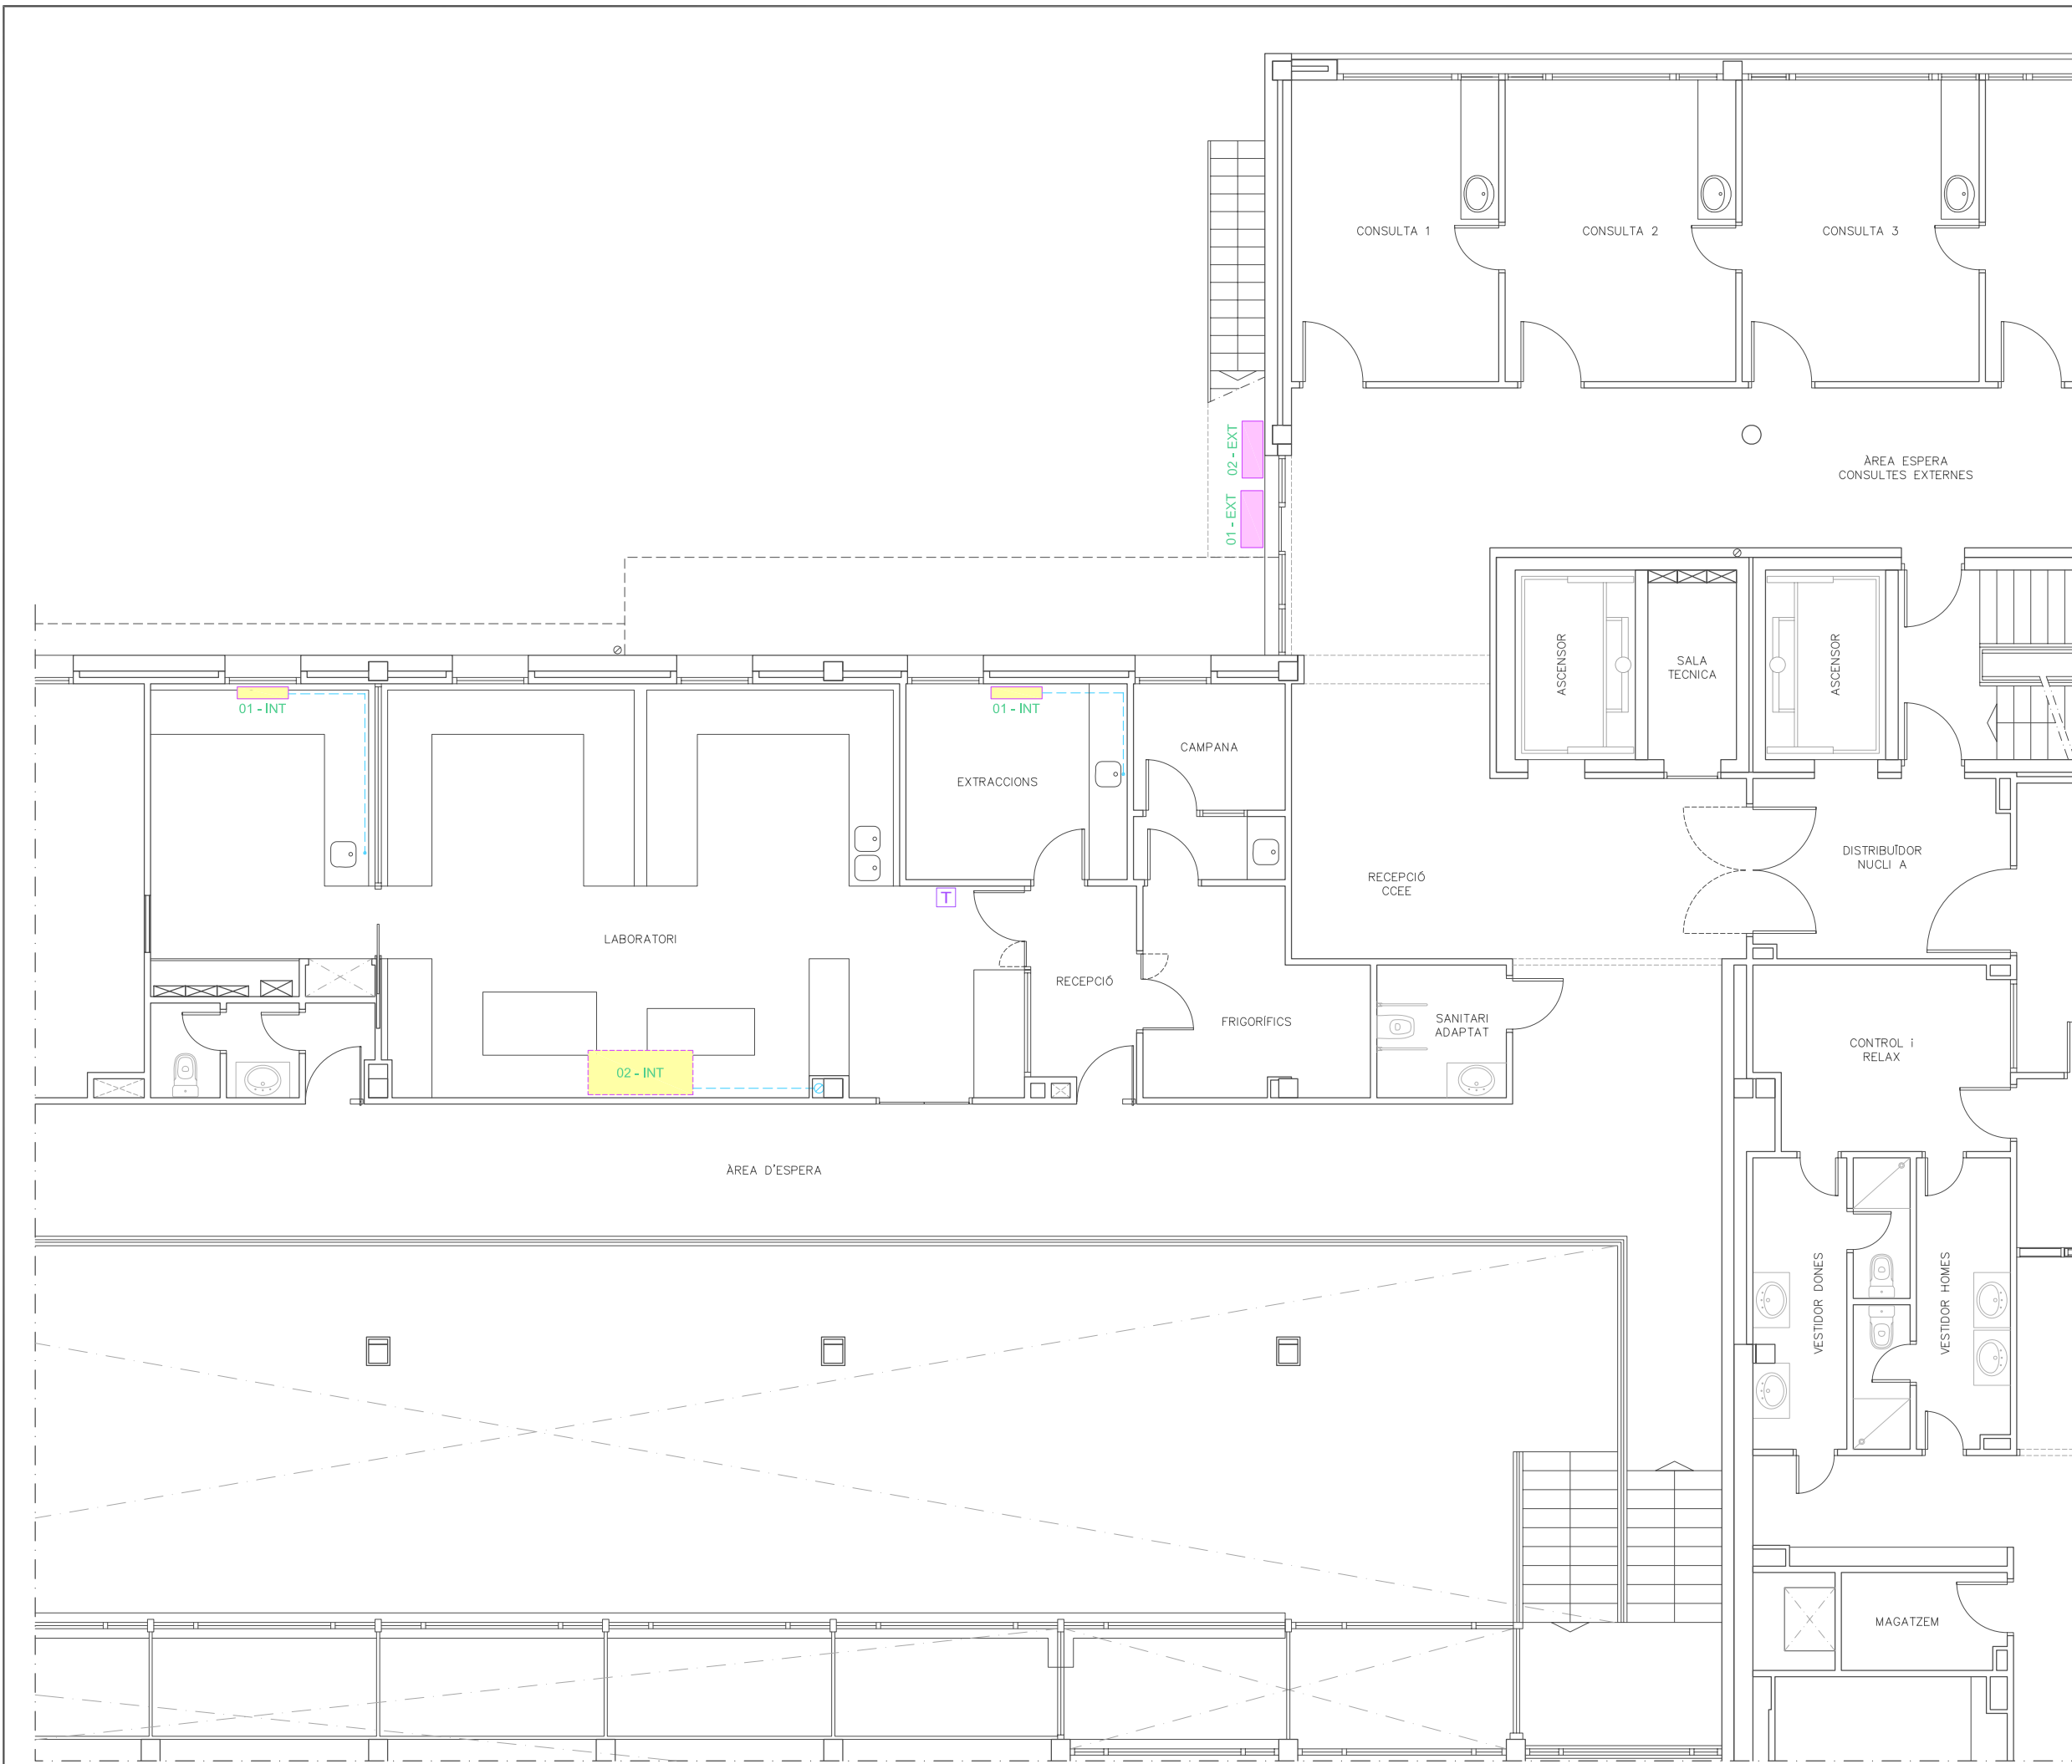 CONSULTA 1
CONSULTA 2
CONSULTA 3
02 - EXT
01 - EXT
ÀREA ESPERA
CONSULTES EXTERNES
ASCENSOR
SALA
TECNICA
ASCENSOR
01 - INT
01 - INT
CAMPANA
EXTRACCIONS
DISTRIBUÏDOR
NUCLI A
RECEPCIÓ
CCEE
T
LABORATORI
RECEPCIÓ
FRIGORÍFICS
SANITARI
ADAPTAT
CONTROL i
RELAX
02 - INT
ÀREA D'ESPERA
VESTIDOR DONES
VESTIDOR HOMES
MAGATZEM